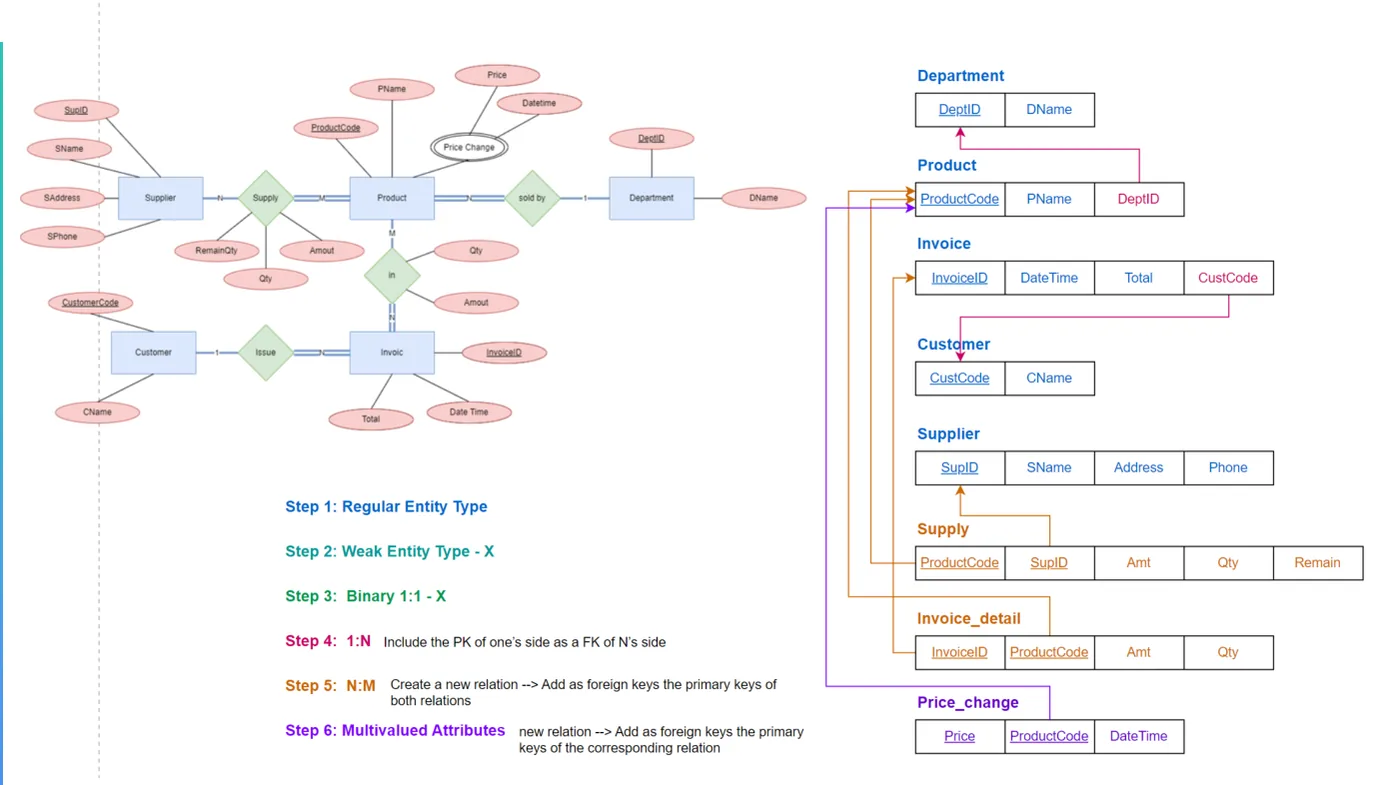 Price
PName
Datetime
SupID
ProductCode
DeptID
SName
Price Change
SAddress
Supplier
N
Supply
M
Product
N
sold by
1
Department
DName
SPhone
RemainQty
Amout
Qty
M
Qty
in
CustomerCode
Amout
N
Customer
1
Issue
N
Invoic
InvoiceID
CName
Total
Date Time
Step 1: Regular Entity Type
Step 2: Weak Entity Type - X
Step 3: Binary 1:1 - X
Step 4: 1:N Include the PK of one's side as a FK of N's side
Step 5: N:M Create a new relation --> Add as foreign keys the primary keys of
both relations
Step 6: Multivalued Attributes new relation --> Add as foreign keys the primary
keys of the corresponding relation
Department
DeptID DName
Product
ProductCode PName DeptID
Invoice
InvoiceID DateTime Total CustCode
Customer
CustCode CName
Supplier
SupID SName Address Phone
Supply
ProductCode SupID Amt Qty Remain
Invoice_detail
InvoiceID ProductCode Amt Qty
Price_change
Price ProductCode DateTime